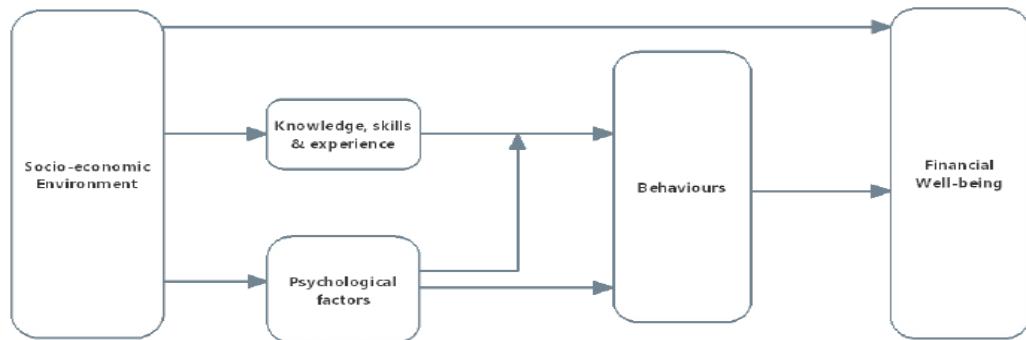 Socio-economic
Environment
Knowledge, skills
& experience
Psychological
factors
Behaviours
Financial
Well-being